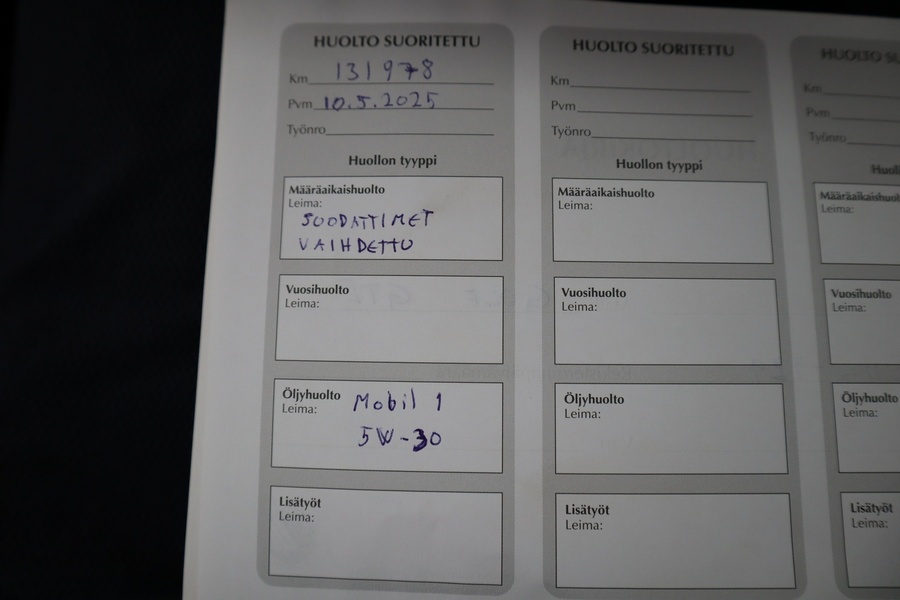 HUOLTO SUORITETTU
Km 131978
Pvm 10.5.2025
Työnro
Huollon tyyppi
Määräaikaishuolto
Leima:
SUODATTIMET
VAIHDETTU
Vuosihuolto
Leima:
Öljyhuolto
Leima:
Mobil 1
5W-30
Lisätyöt
Leima:
HUOLTO SUORITETTU
Km
Pvm
Työnro
Huollon tyyppi
Määräaikaishuolto
Leima:
Vuosihuolto
Leima:
Öljyhuolto
Leima:
Lisätyöt
Leima:
HUOLTO
Km
Pvm
Työnro
Leima:
Vuosihuolto
Leima:
Öljyhuolto
Leima:
Lisätyöt
Leima: